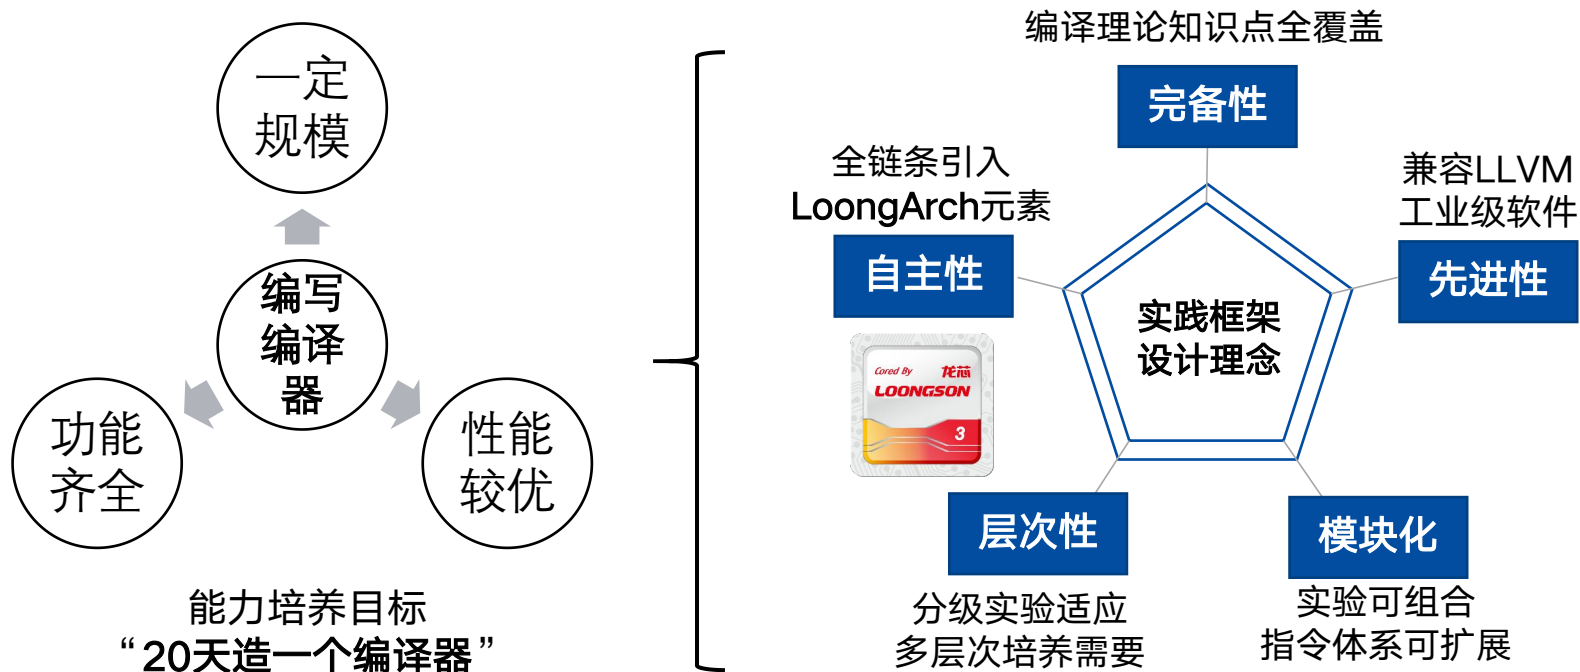 一定
规模
编写
编译
器
功能
齐全
性能
较优
能力培养目标
“20天造一个编译器”
编译理论知识点全覆盖
完备性
全链条引入
LoongArch元素
自主性
兼容LLVM
工业级软件
先进性
实践框架
设计理念
Cored By 龙芯
LOONGSON
3
层次性
分级实验适应
多层次培养需要
模块化
实验可组合
指令体系可扩展